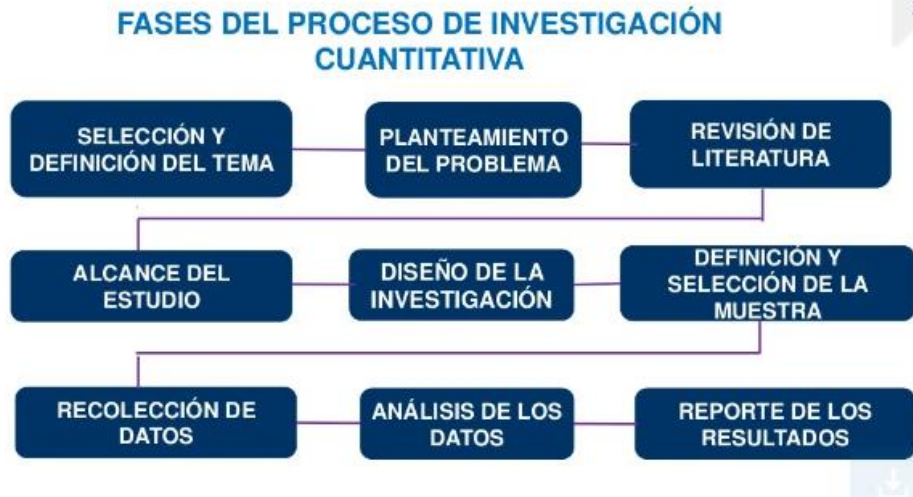 FASES DEL PROCESO DE INVESTIGACIÓN
CUANTITATIVA
SELECCIÓN Y
DEFINICIÓN DEL TEMA
PLANTEAMIENTO
DEL PROBLEMA
REVISIÓN DE
LITERATURA
ALCANCE DEL
ESTUDIO
DISEÑO DE LA
INVESTIGACIÓN
DEFINICIÓN Y
SELECCIÓN DE LA
MUESTRA
RECOLECCIÓN DE
DATOS
ANÁLISIS DE LOS
DATOS
REPORTE DE LOS
RESULTADOS